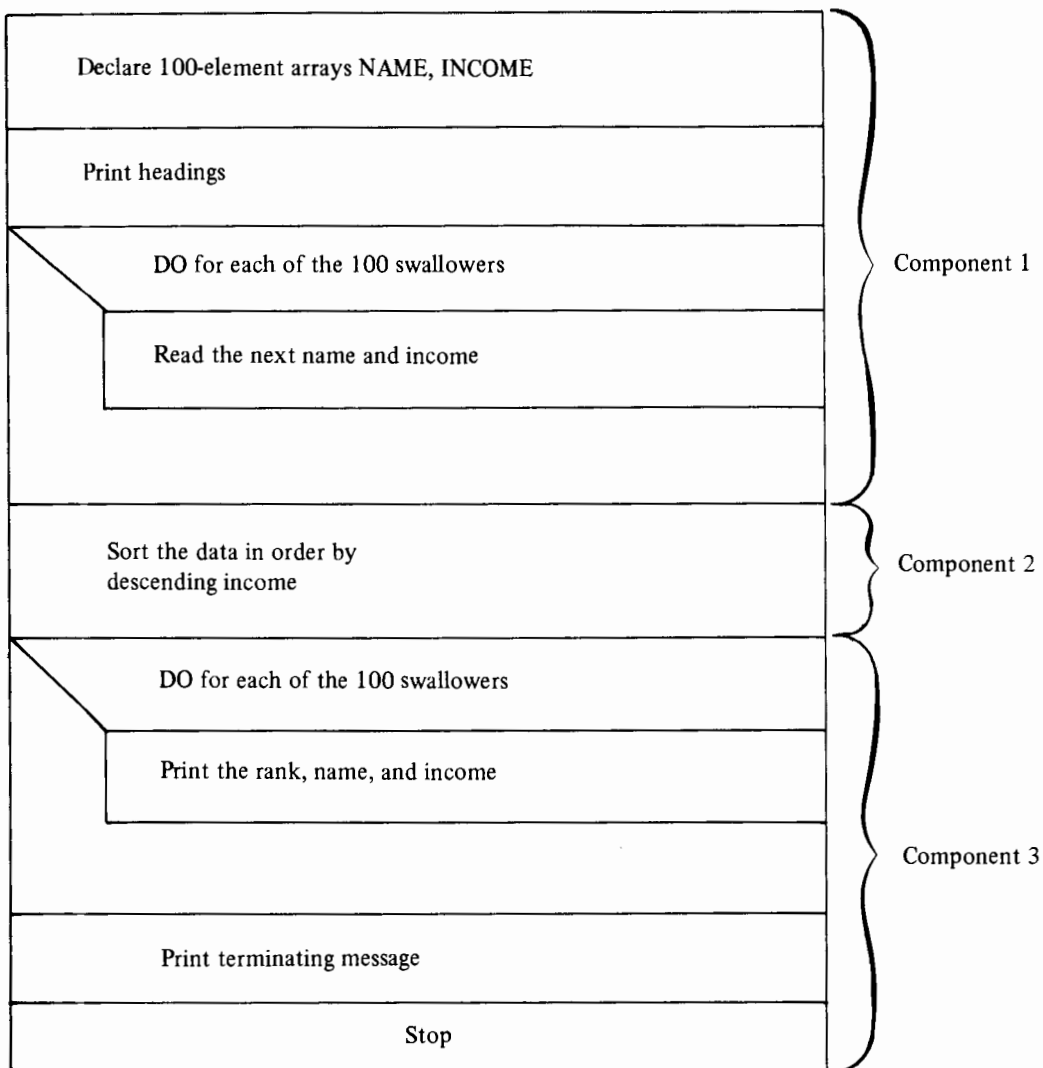 Declare 100-element arrays NAME, INCOME
Print headings
DO for each of the 100 swallowers
Component 1
Read the next name and income
Sort the data in order by
descending income
Component 2
DO for each of the 100 swallowers
Print the rank, name, and income
Component 3
Print terminating message
Stop